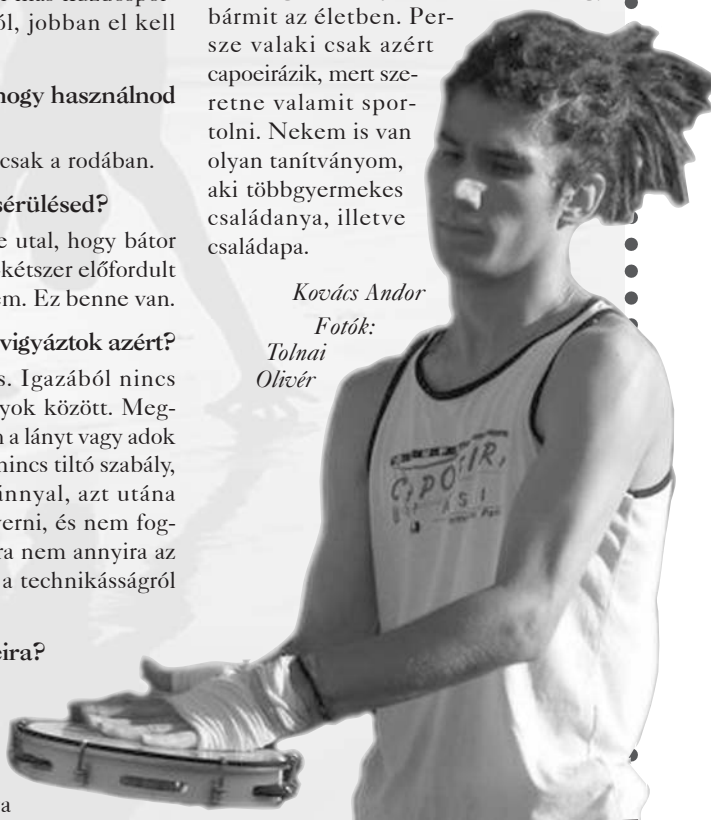 ól, jobban el kell
hogy használnod
csak a rodában.
sérülésed?
e utal, hogy bátor
kétszer előfordult
em. Ez benne van.
vigyáztok azért?
s. Igazából nincs
yok között. Meg-
a lányt vagy adok
nincs tiltó szabály,
ínnyal, azt utána
verni, és nem fog-
ra nem annyira az
a technikásságról
eira?
a
bármit az életben. Per-
sze valaki csak azért
capoeirázik, mert sze-
retne valamit spor-
tolni. Nekem is van
olyan tanítványom,
aki többgyermekes
családanya, illetve
családapa.
Kovács Andor
Fotók:
Tolnai
Olivér